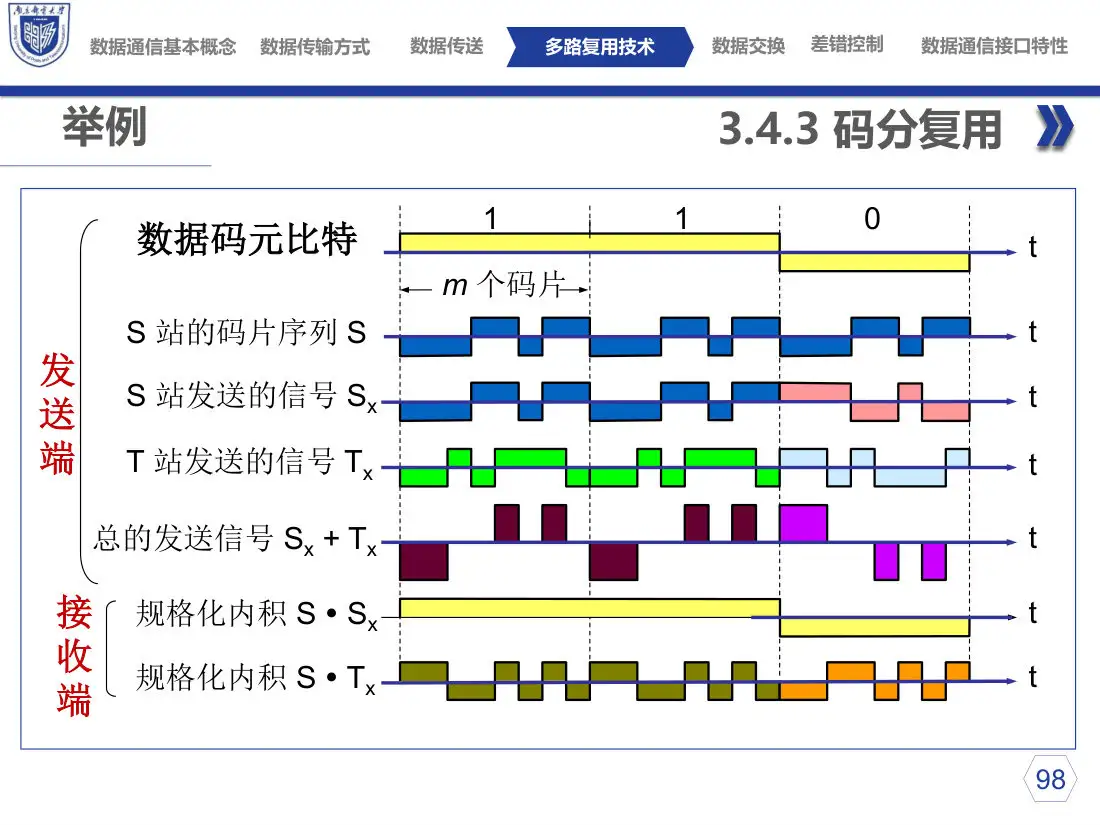 数据通信基本概念 数据传输方式 数据传送 多路复用技术 数据交换 差错控制 数据通信接口特性
举例
3.4.3 码分复用
1 1 0
数据码元比特 t
m 个码片
S 站的码片序列 S t
S 站发送的信号 Sx t
T 站发送的信号 Tx t
总的发送信号 Sx + Tx t
规格化内积 S • Sx t
规格化内积 S • Tx t
发送端
接收端
98